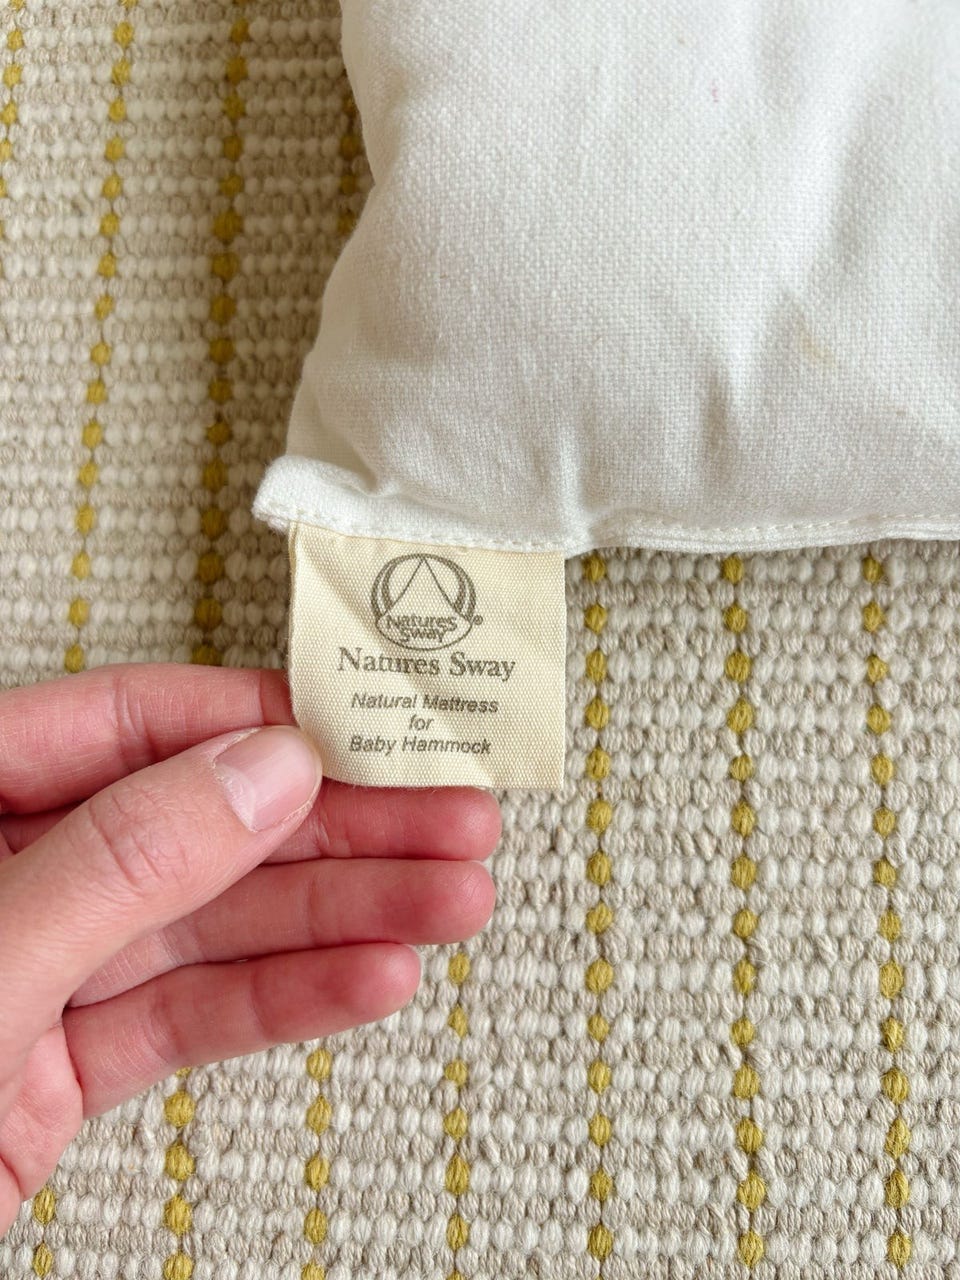 Natures
Sway ®
Natures Sway
Natural Mattress
for
Baby Hammock